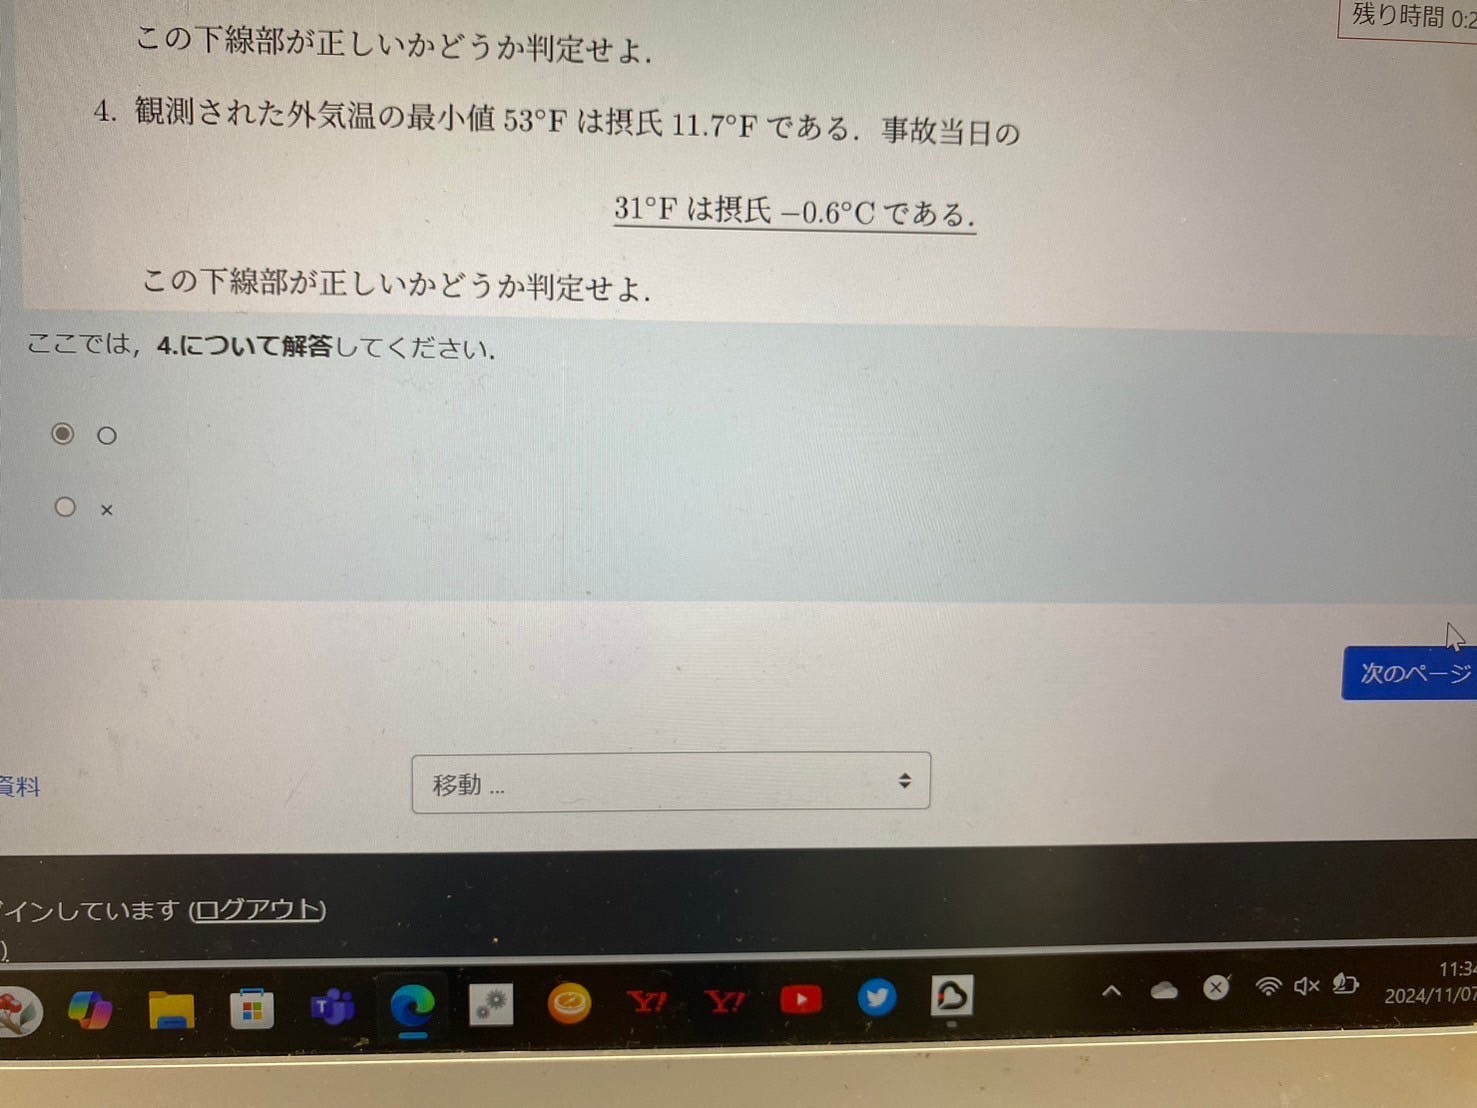 残り時間 0:2
この下線部が正しいかどうか判定せよ.
4. 観測された外気温の最小値 53°F は摂氏 11.7°F である. 事故当日の
31°F は摂氏 −0.6°C である.
この下線部が正しいかどうか判定せよ.
ここでは, 4.について解答してください.
○
×
次のページ
資料
移動 ...
インしています (ログアウト)
).
11:34
2024/11/07